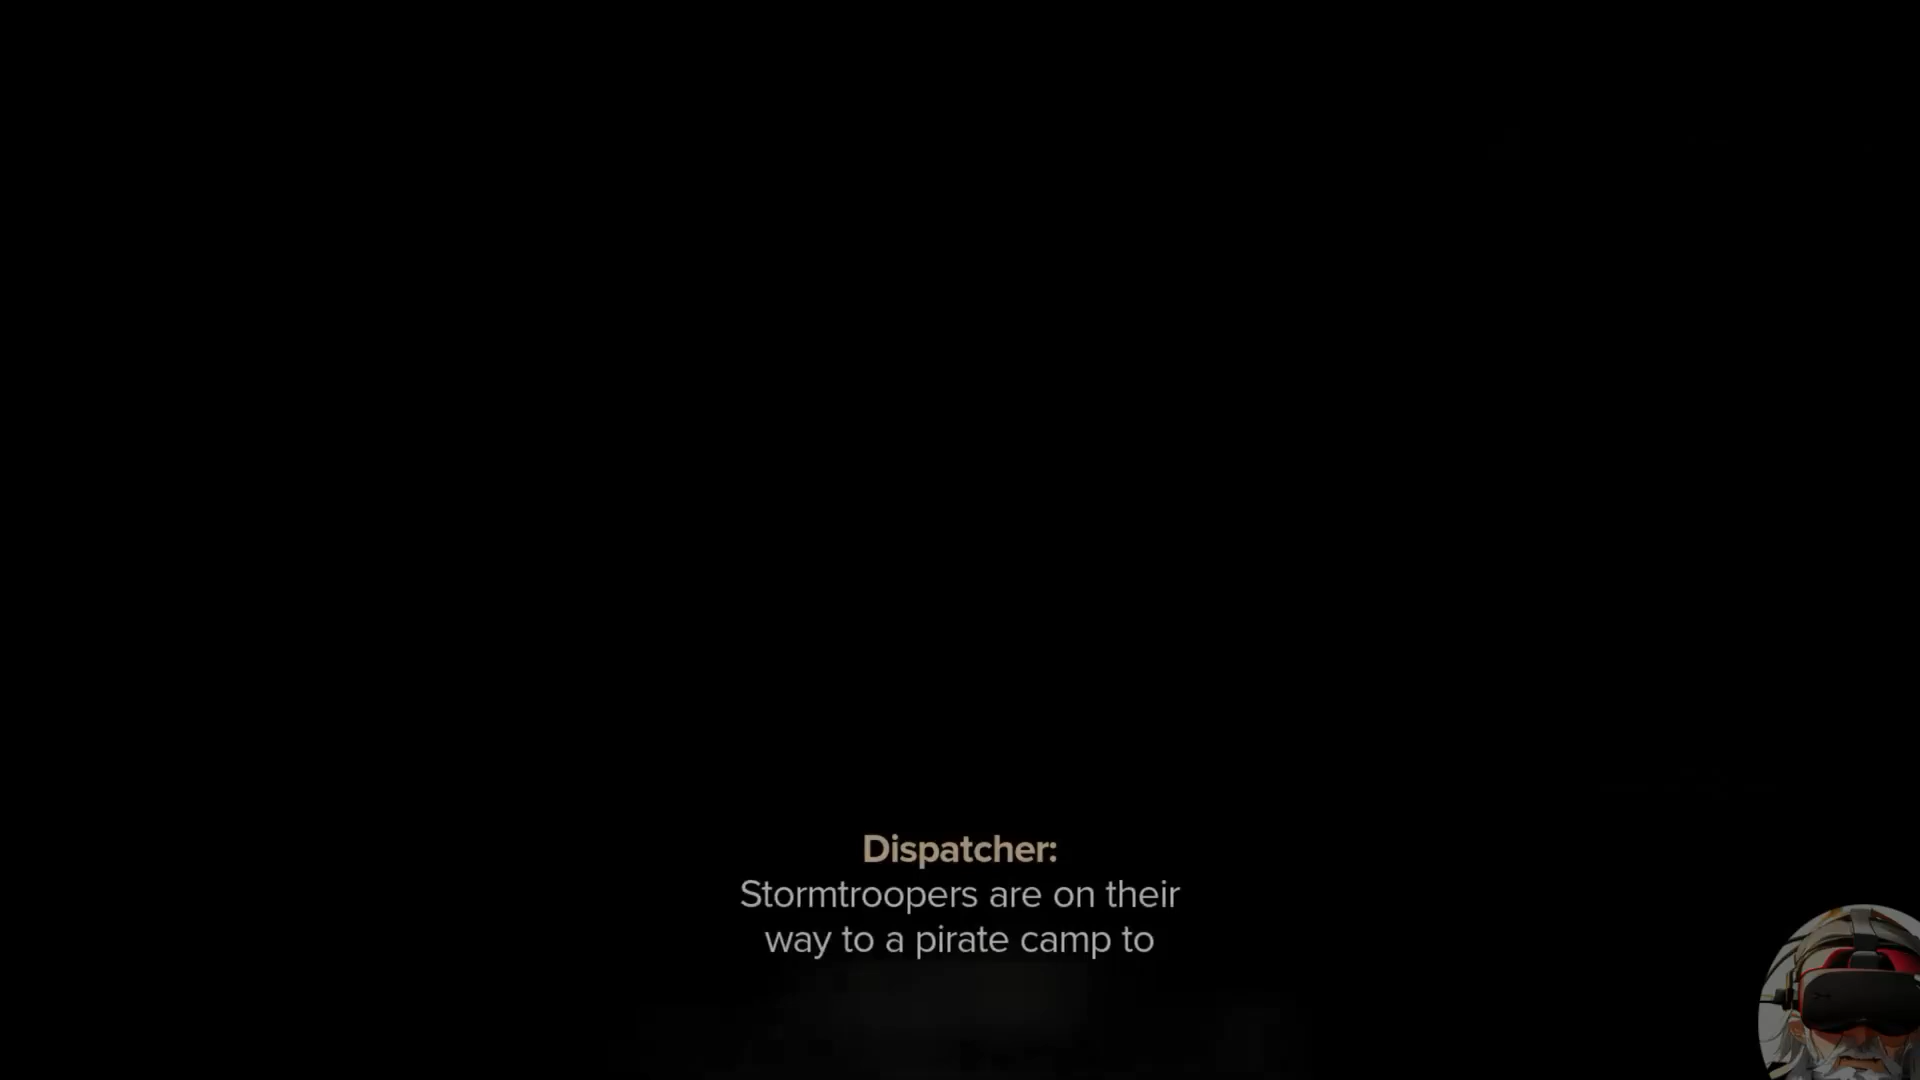 Dispatcher:
Stormtroopers are on their
way to a pirate camp to